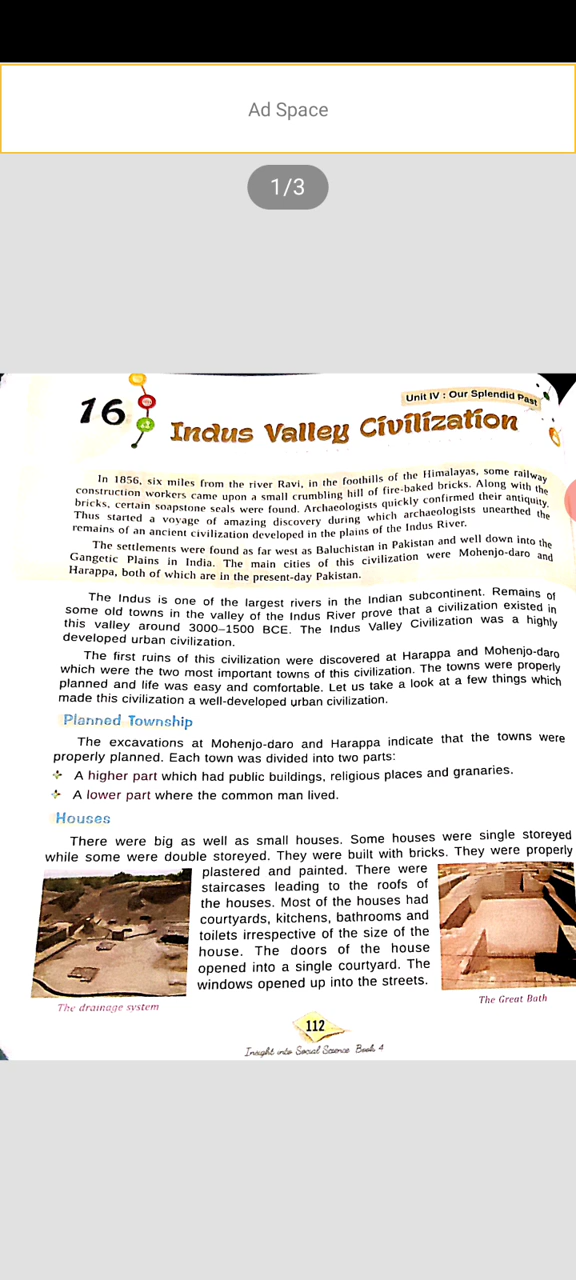 Ad Space
1/3
16
Unit IV : Our Splendid Past
Indus Valley Civilization
In 1856, six miles from the river Ravi, in the foothills of the Himalayas, some railway
construction workers came upon a small crumbling hill of fire-baked bricks. Along with the
bricks, certain soapstone seals were found. Archaeologists quickly confirmed their antiquity.
Thus started a voyage of amazing discovery during which archaeologists unearthed the
remains of an ancient civilization developed in the plains of the Indus River.
The settlements were found as far west as Baluchistan in Pakistan and well down into the
Gangetic Plains in India. The main cities of this civilization were Mohenjo-daro and
Harappa, both of which are in the present-day Pakistan.
The Indus is one of the largest rivers in the Indian subcontinent. Remains of
some old towns in the valley of the Indus River prove that a civilization existed in
this valley around 3000–1500 BCE. The Indus Valley Civilization was a highly
developed urban civilization.
The first ruins of this civilization were discovered at Harappa and Mohenjo-daro
which were the two most important towns of this civilization. The towns were properly
planned and life was easy and comfortable. Let us take a look at a few things which
made this civilization a well-developed urban civilization.
Planned Township
The excavations at Mohenjo-daro and Harappa indicate that the towns were
properly planned. Each town was divided into two parts:
A higher part which had public buildings, religious places and granaries.
A lower part where the common man lived.
Houses
There were big as well as small houses. Some houses were single storeyed
while some were double storeyed. They were built with bricks. They were properly
plastered and painted. There were
staircases leading to the roofs of
the houses. Most of the houses had
courtyards, kitchens, bathrooms and
toilets irrespective of the size of the
house. The doors of the house
opened into a single courtyard. The
windows opened up into the streets.
The drainage system
The Great Bath
112
Insight into Social Science Book 4